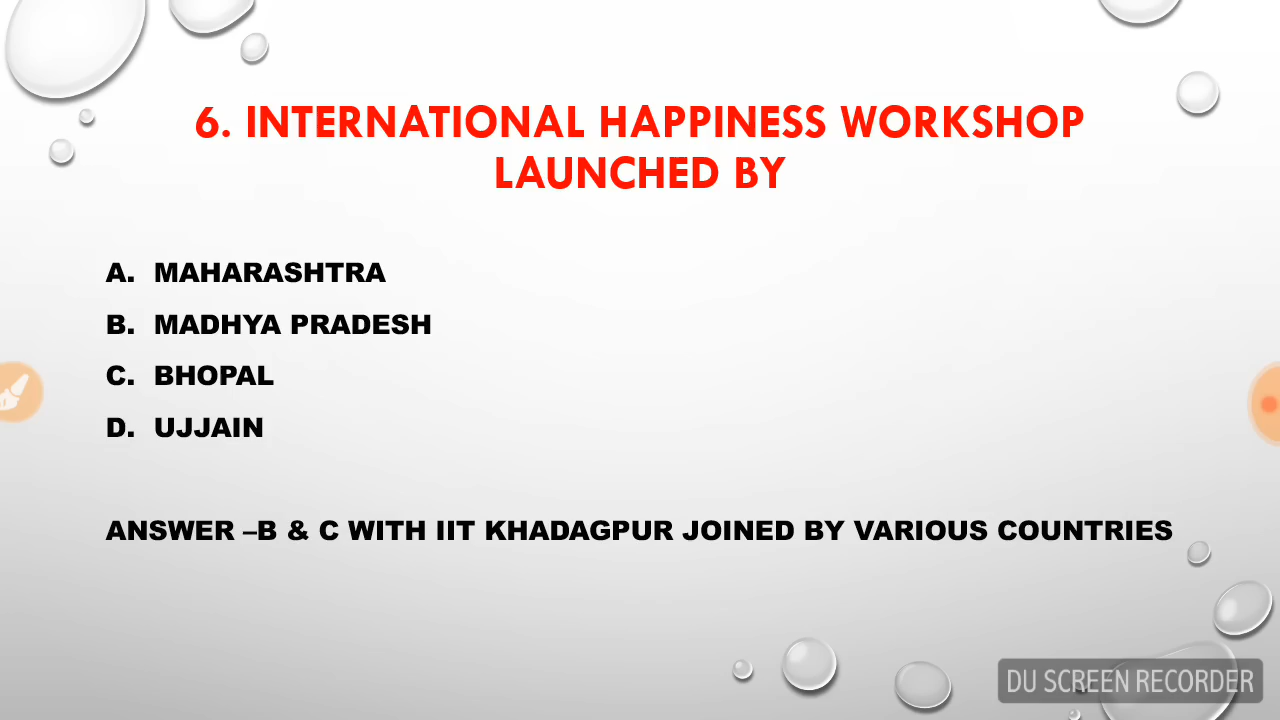 6. INTERNATIONAL HAPPINESS WORKSHOP
LAUNCHED BY
A. MAHARASHTRA
B. MADHYA PRADESH
C. BHOPAL
D. UJJAIN
ANSWER –B & C WITH IIT KHADAGPUR JOINED BY VARIOUS COUNTRIES
DU SCREEN RECORDER